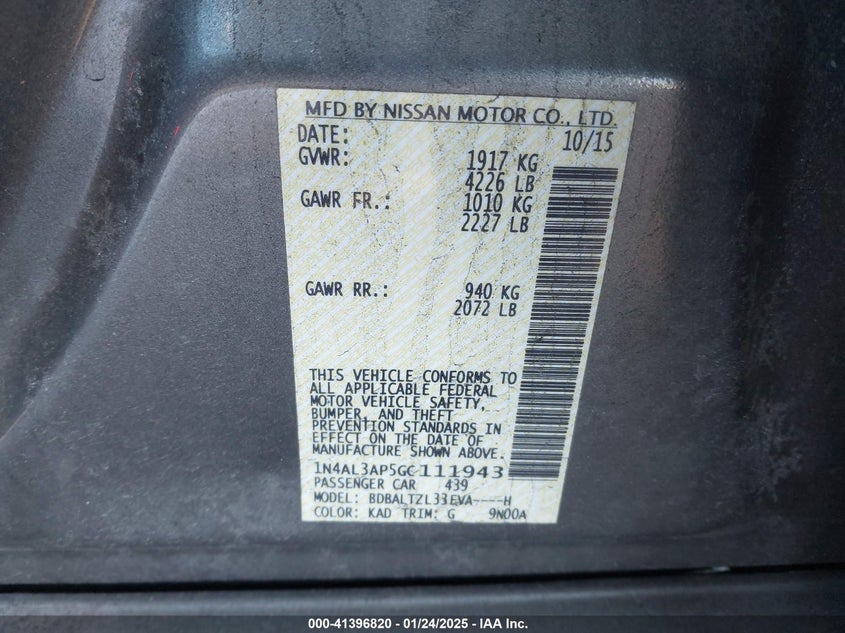 MFD BY NISSAN MOTOR CO., LTD.
DATE: 10/15
GVWR: 1917 KG
4226 LB
GAWR FR.: 1010 KG
2227 LB
GAWR RR.: 940 KG
2072 LB
THIS VEHICLE CONFORMS TO
ALL APPLICABLE FEDERAL
MOTOR VEHICLE SAFETY,
BUMPER, AND THEFT
PREVENTION STANDARDS IN
EFFECT ON THE DATE OF
MANUFACTURE SHOWN ABOVE.
1N4AL3AP5GC111943
PASSENGER CAR 439
MODEL: BDBALTZL33EVA----H
COLOR: KAD TRIM: G 9N00A
000-41396820 - 01/24/2025 - IAA Inc.